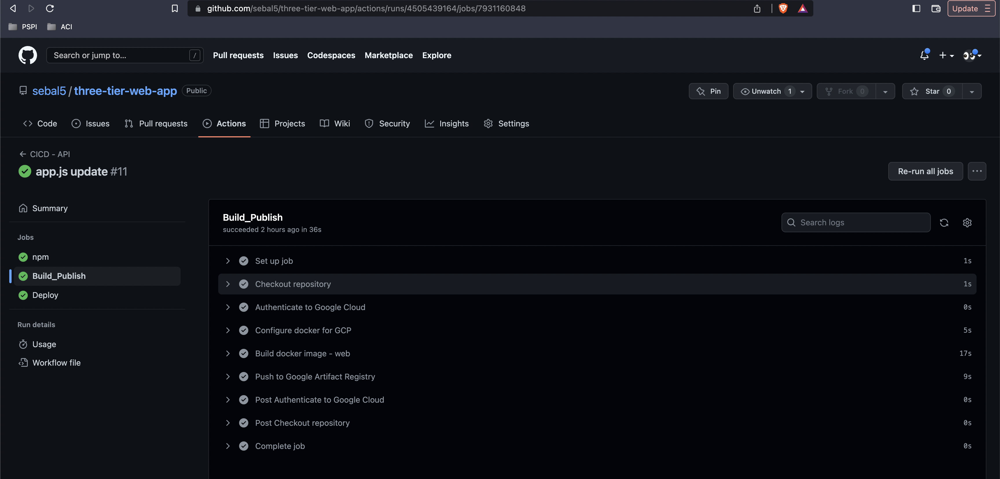 github.com/sebal5/three-tier-web-app/actions/runs/4505439164/jobs/7931160848
Update
PSPI
ACI
Search or jump to...
/
Pull requests
Issues
Codespaces
Marketplace
Explore
sebal5 / three-tier-web-app
Public
Pin
Unwatch 1
Fork 0
Star 0
Code
Issues
Pull requests
Actions
Projects
Wiki
Security
Insights
Settings
CICD - API
app.js update #11
Re-run all jobs
Summary
Jobs
npm
Build_Publish
Deploy
Run details
Usage
Workflow file
Build_Publish
succeeded 2 hours ago in 36s
Search logs
Set up job 1s
Checkout repository 1s
Authenticate to Google Cloud 0s
Configure docker for GCP 5s
Build docker image - web 17s
Push to Google Artifact Registry 9s
Post Authenticate to Google Cloud 0s
Post Checkout repository 0s
Complete job 0s